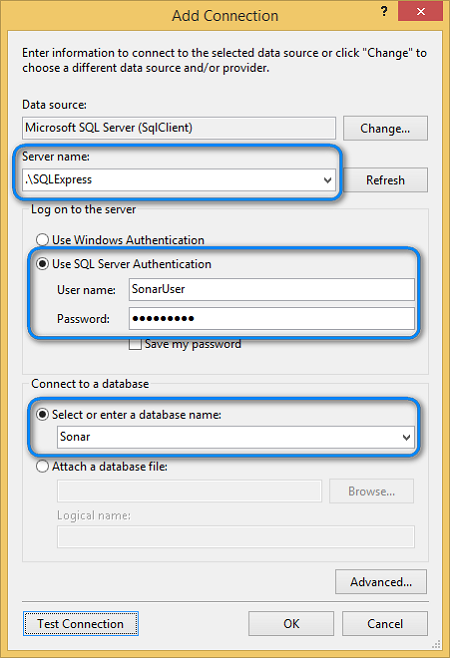 Add Connection
?
Enter information to connect to the selected data source or click "Change" to
choose a different data source and/or provider.
Data source:
Microsoft SQL Server (SqlClient)
Change...
Server name:
.\SQLExpress
Refresh
Log on to the server
Use Windows Authentication
Use SQL Server Authentication
User name:
SonarUser
Password:
●●●●●●●●●
Save my password
Connect to a database
Select or enter a database name:
Sonar
Attach a database file:
Browse...
Logical name:
Advanced...
Test Connection
OK
Cancel